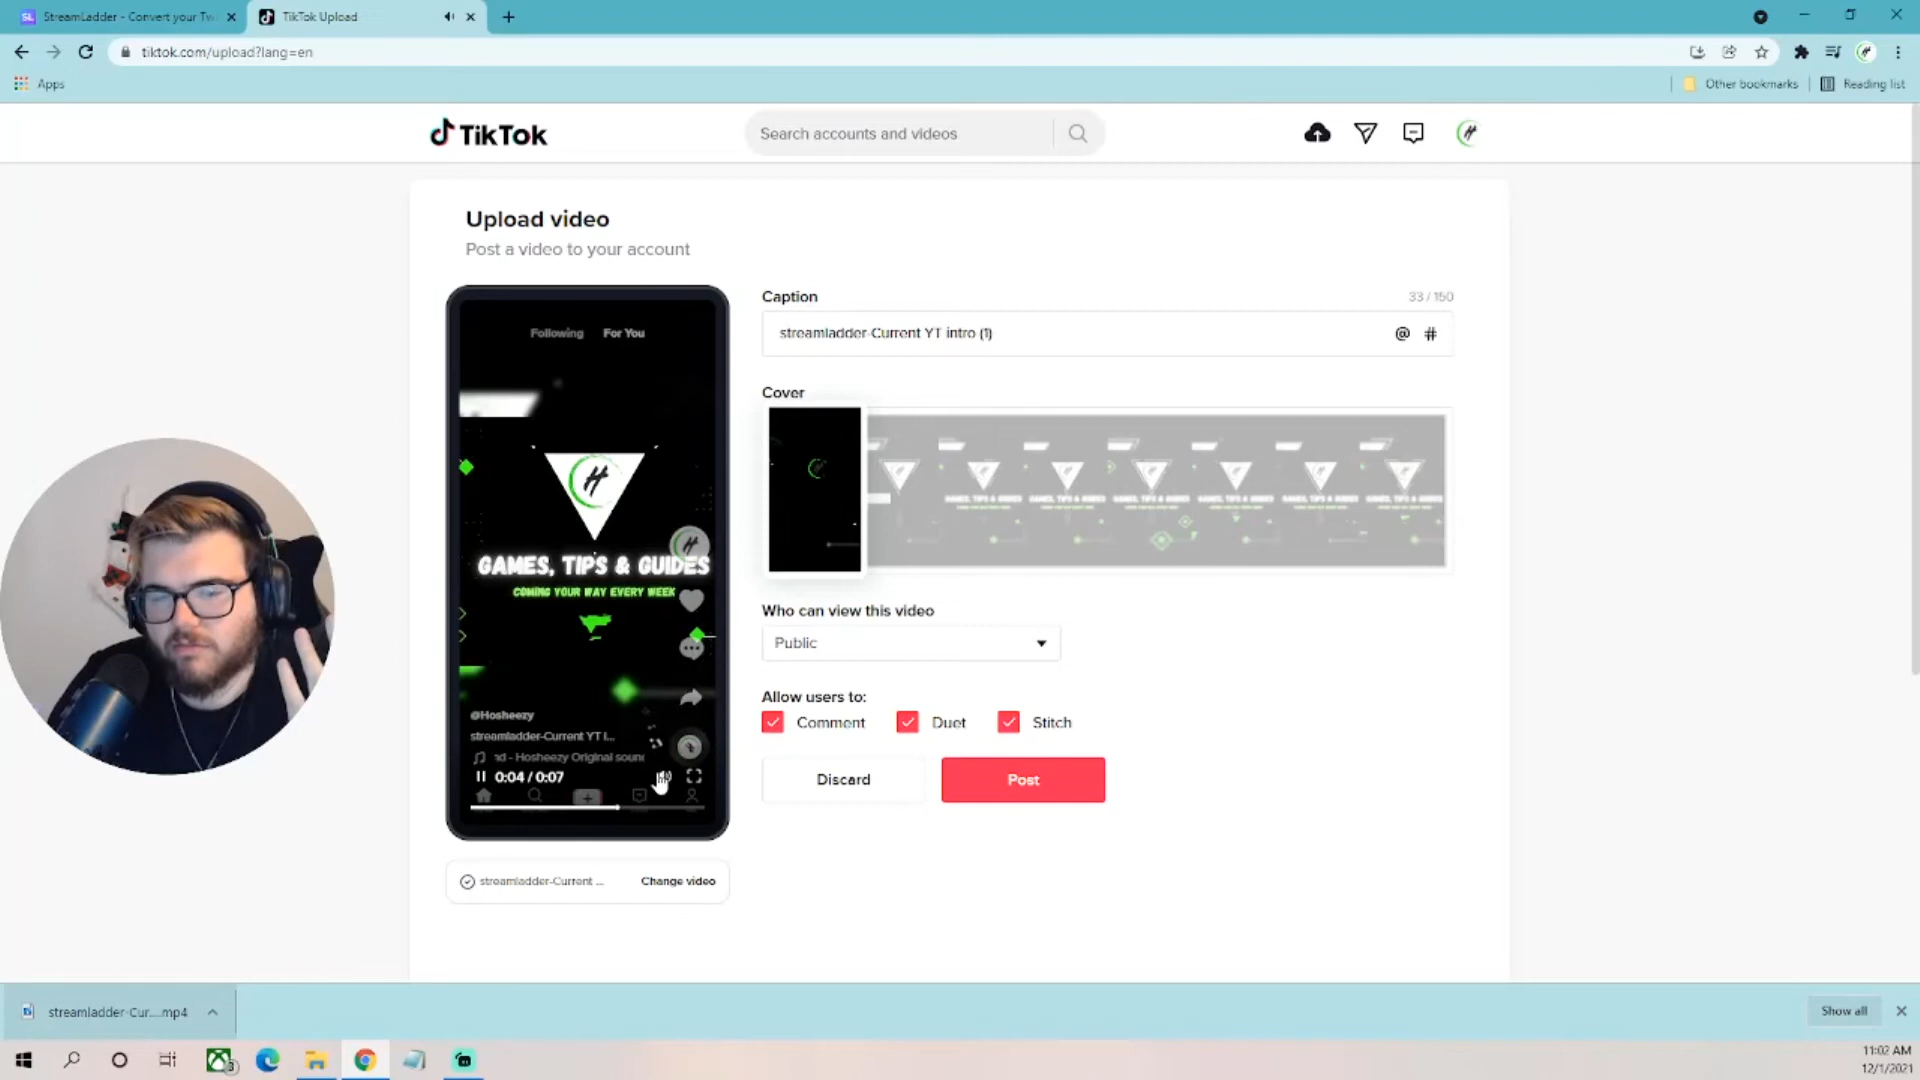 StreamLadder - Convert your Tw
TikTok Upload
tiktok.com/upload?lang=en
Apps
Other bookmarks
Reading list
TikTok
Search accounts and videos
Upload video
Post a video to your account
Following
For You
GAMES, TIPS & GUIDES
COMING YOUR WAY EVERY WEEK
@Hosheezy
streamladder-Current YT i...
nd - Hosheezy Original soun
0:04 / 0:07
streamladder-Current ...
Change video
Caption
33 / 150
streamladder-Current YT intro (1)
@ #
Cover
Who can view this video
Public
Allow users to:
Comment
Duet
Stitch
Discard
Post
streamladder-Cur....mp4
Show all
11:02 AM
12/1/2021